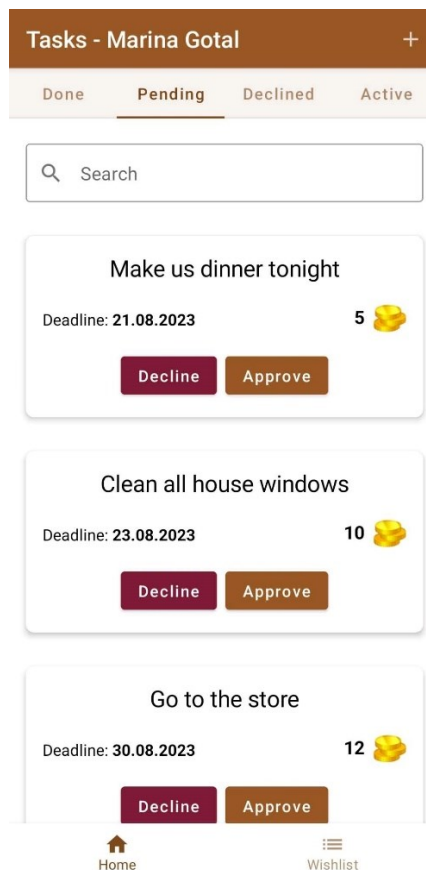 Tasks - Marina Gotal +
Done Pending Declined Active
Search
Make us dinner tonight
Deadline: 21.08.2023 5
Decline Approve
Clean all house windows
Deadline: 23.08.2023 10
Decline Approve
Go to the store
Deadline: 30.08.2023 12
Decline Approve
Home Wishlist